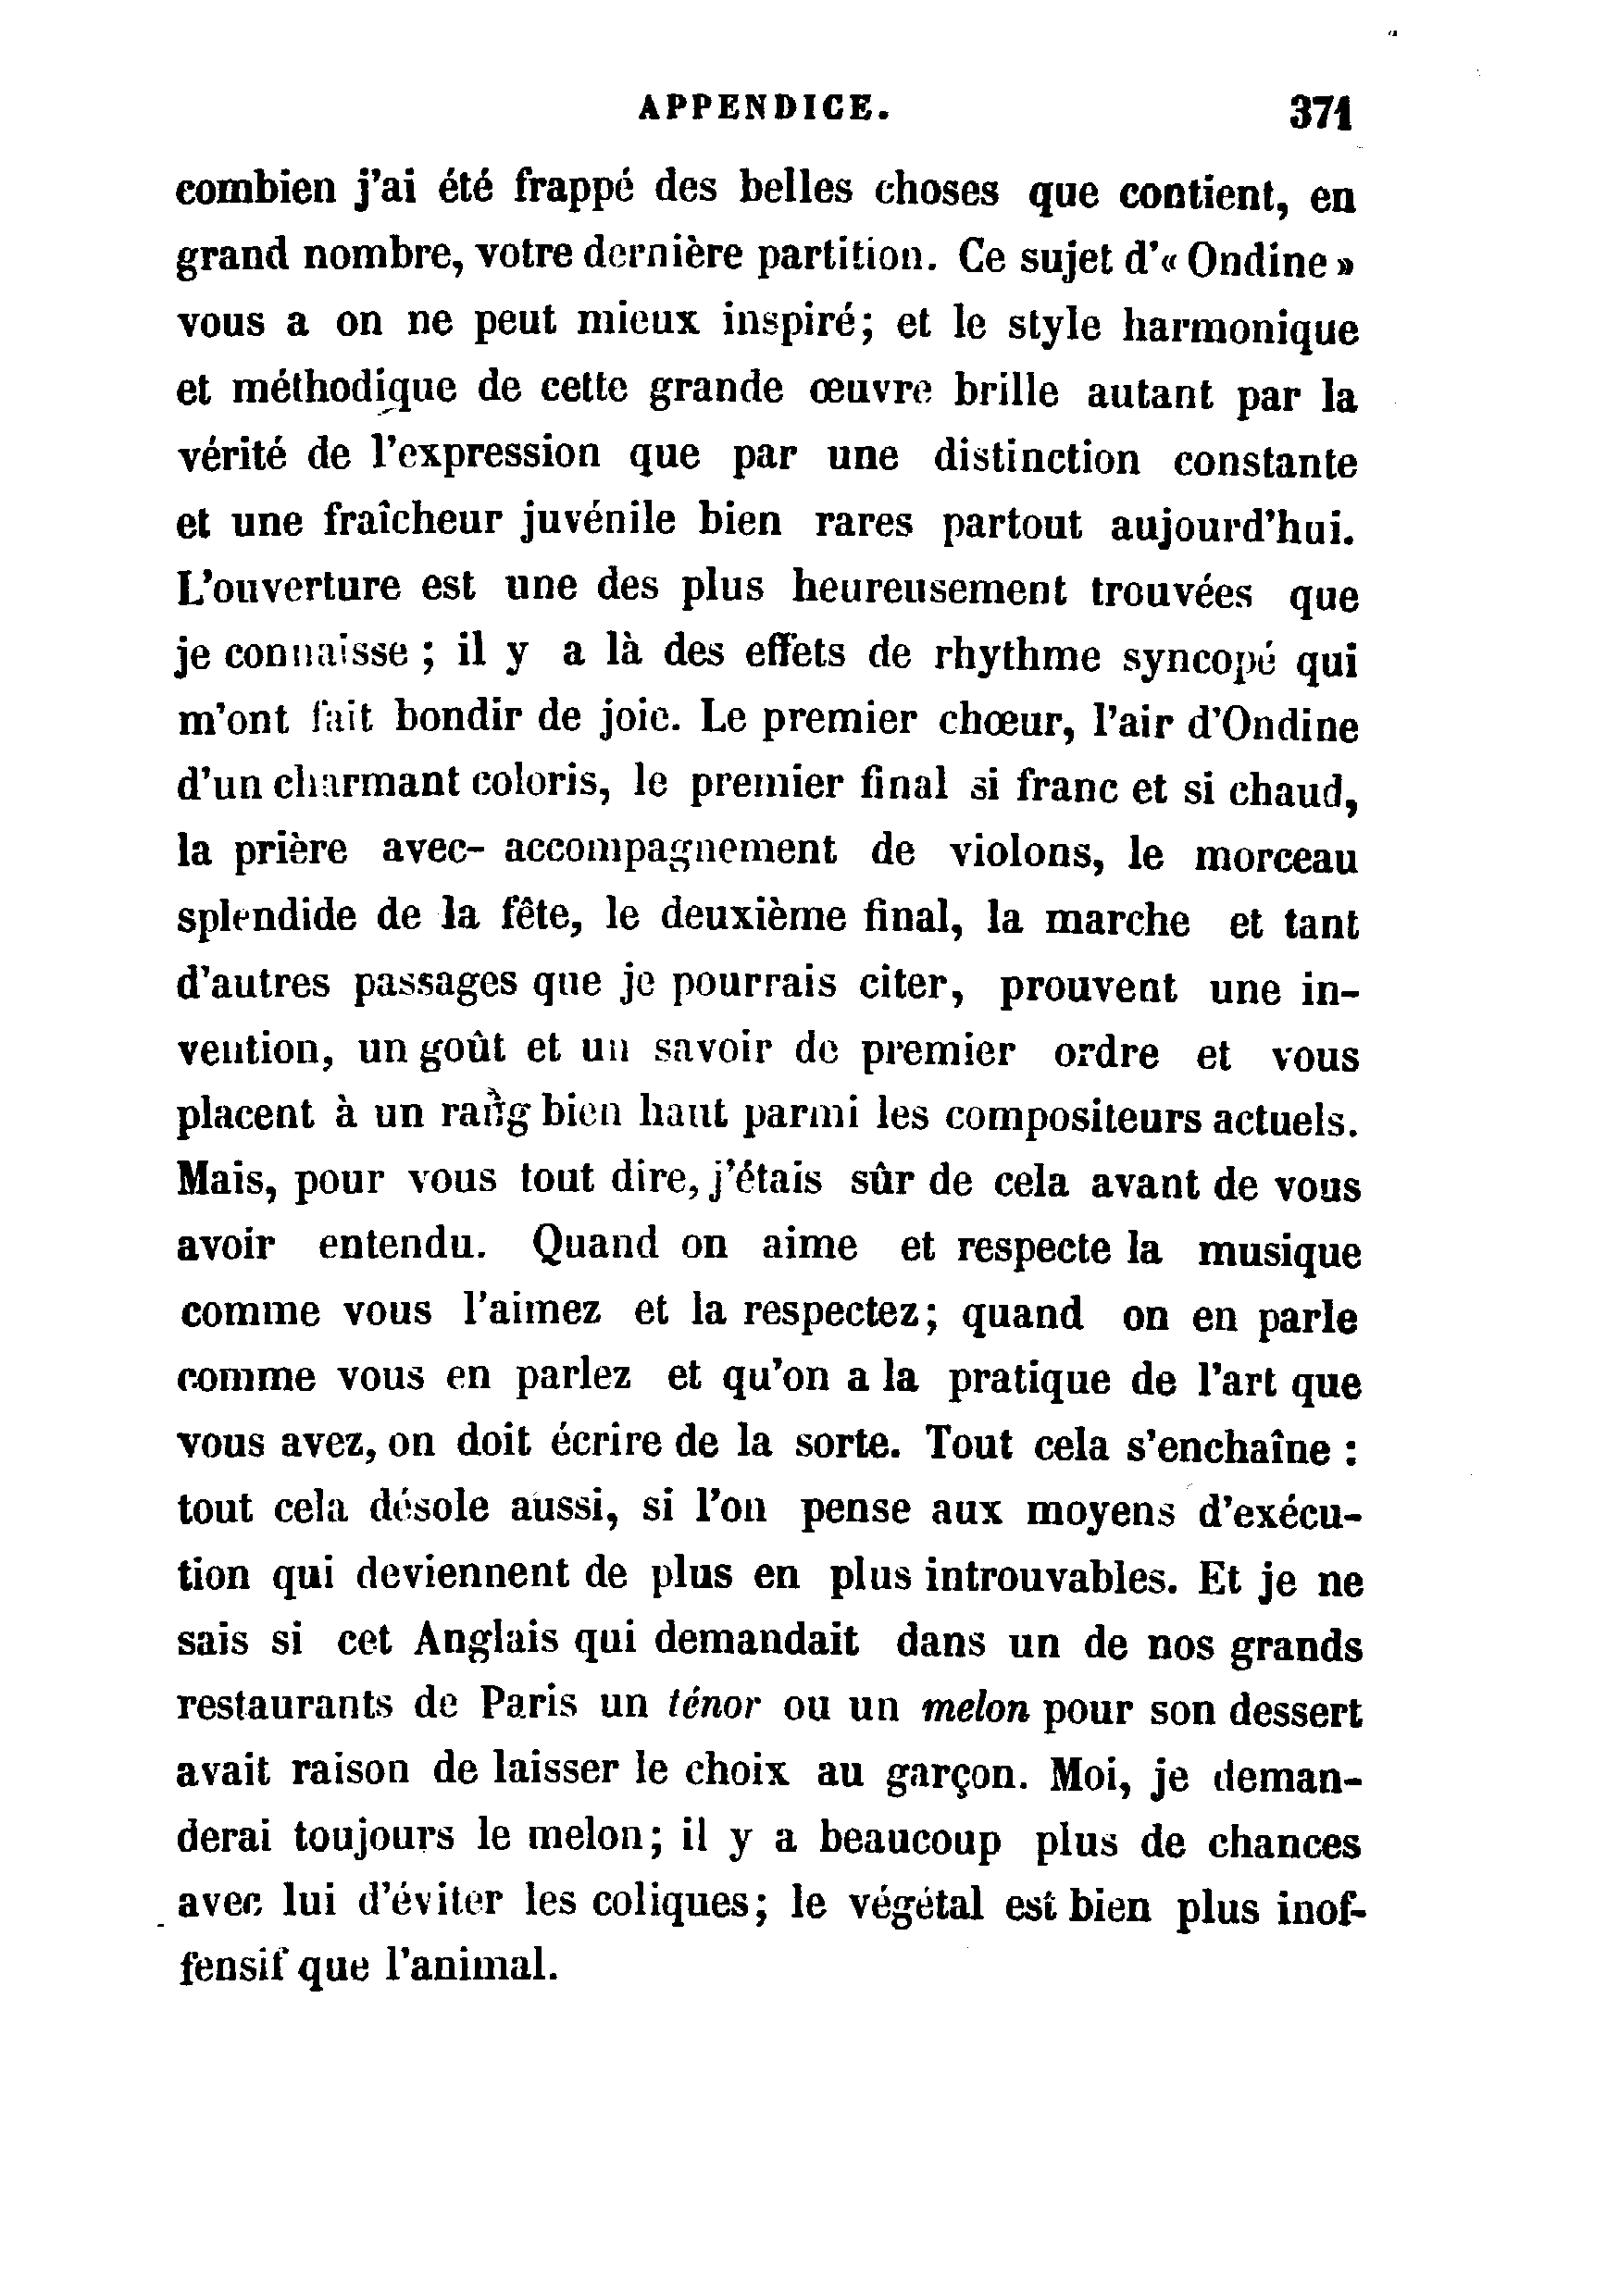 APPENDICE. 371
combien j'ai été frappé des belles choses que contient, en
grand nombre, votre dernière partition. Ce sujet d'« Ondine »
vous a on ne peut mieux inspiré; et le style harmonique
et méthodique de cette grande œuvre brille autant par la
vérité de l'expression que par une distinction constante
et une fraîcheur juvénile bien rares partout aujourd'hui.
L'ouverture est une des plus heureusement trouvées que
je connaisse ; il y a là des effets de rhythme syncopé qui
m'ont fait bondir de joie. Le premier chœur, l'air d'Ondine
d'un charmant coloris, le premier final si franc et si chaud,
la prière avec- accompagnement de violons, le morceau
splendide de la fête, le deuxième final, la marche et tant
d'autres passages que je pourrais citer, prouvent une in-
vention, un goût et un savoir de premier ordre et vous
placent à un rang bien haut parmi les compositeurs actuels.
Mais, pour vous tout dire, j'étais sûr de cela avant de vous
avoir entendu. Quand on aime et respecte la musique
comme vous l'aimez et la respectez; quand on en parle
comme vous en parlez et qu'on a la pratique de l'art que
vous avez, on doit écrire de la sorte. Tout cela s'enchaîne :
tout cela désole aussi, si l'on pense aux moyens d'exécu-
tion qui deviennent de plus en plus introuvables. Et je ne
sais si cet Anglais qui demandait dans un de nos grands
restaurants de Paris un ténor ou un melon pour son dessert
avait raison de laisser le choix au garçon. Moi, je deman-
derai toujours le melon; il y a beaucoup plus de chances
avec lui d'éviter les coliques; le végétal est bien plus inof-
fensif que l'animal.